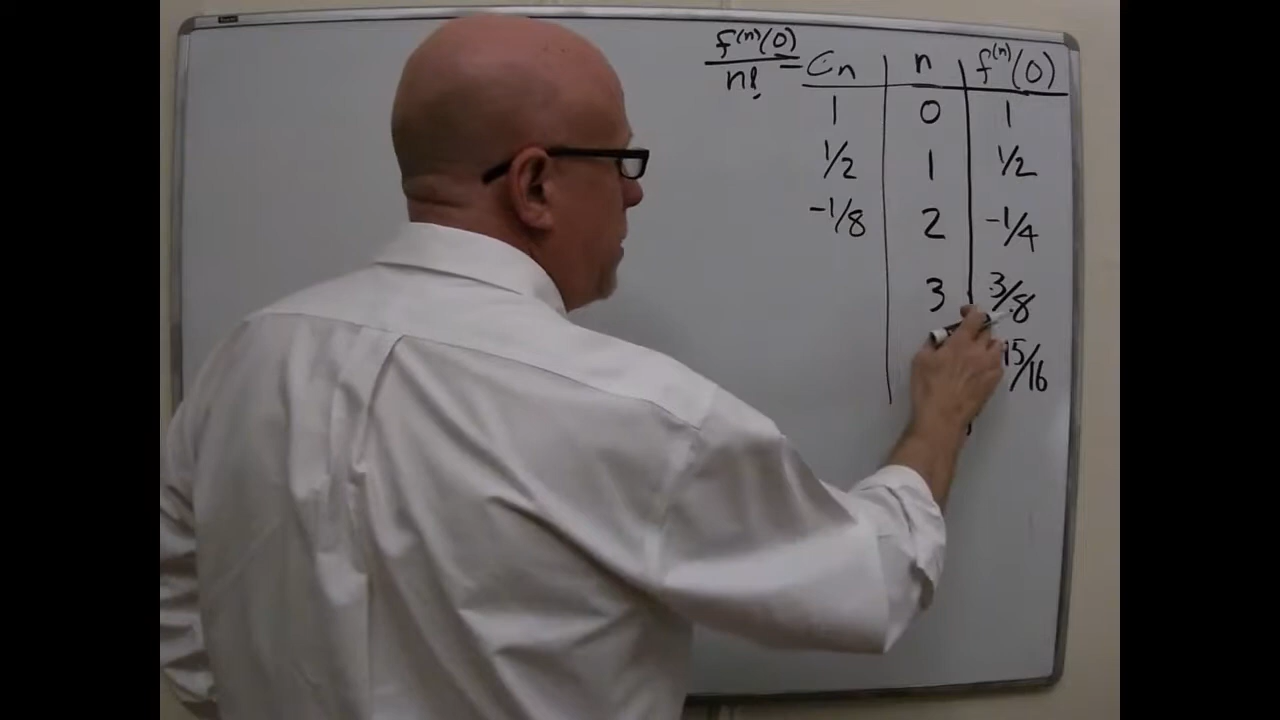 f⁽ⁿ⁾(0)/n! = Cn | n | f⁽ⁿ⁾(0)
1 | 0 | 1
1/2 | 1 | 1/2
-1/8 | 2 | -1/4
3 | 3/8
15/16